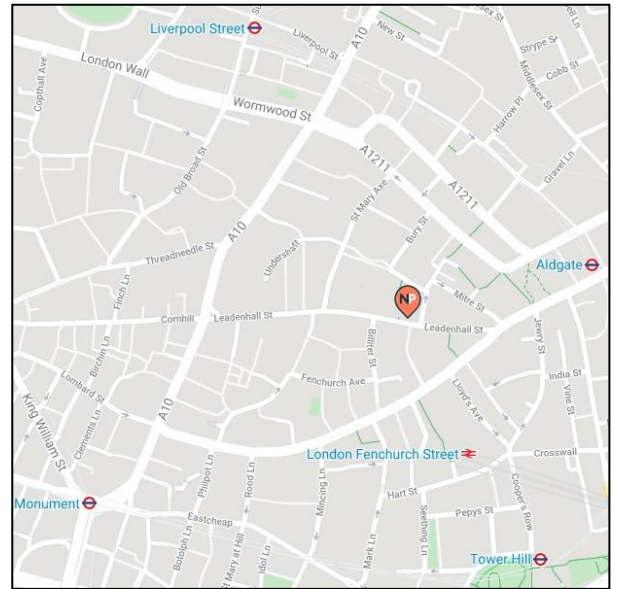 Liverpool Street
Liverpool St
New St
A10
London Wall
Copthall Ave
Wormwood St
Strype St
Cobb St
Middlesex St
Harrow Pl
Gravel Ln
Old Broad St
A1211
A1211
St Mary Axe
Bury St
A10
Undershaft
Threadneedle St
Finch Ln
Aldgate
Mitre St
NP
Cornhill
Leadenhall St
Leadenhall St
Billiter St
Jewry St
Birchin Ln
Lombard St
Fenchurch Ave
Lloyd's Ave
India St
Vine St
King William St
Clements Ln
A10
London Fenchurch Street
Crosswall
Philpot Ln
Rood Ln
Mincing Ln
Hart St
Cooper's Row
Monument
Eastcheap
Seething Ln
Pepys St
Botolph Ln
St Mary at Hill
Idol Ln
Mark Ln
Tower Hill